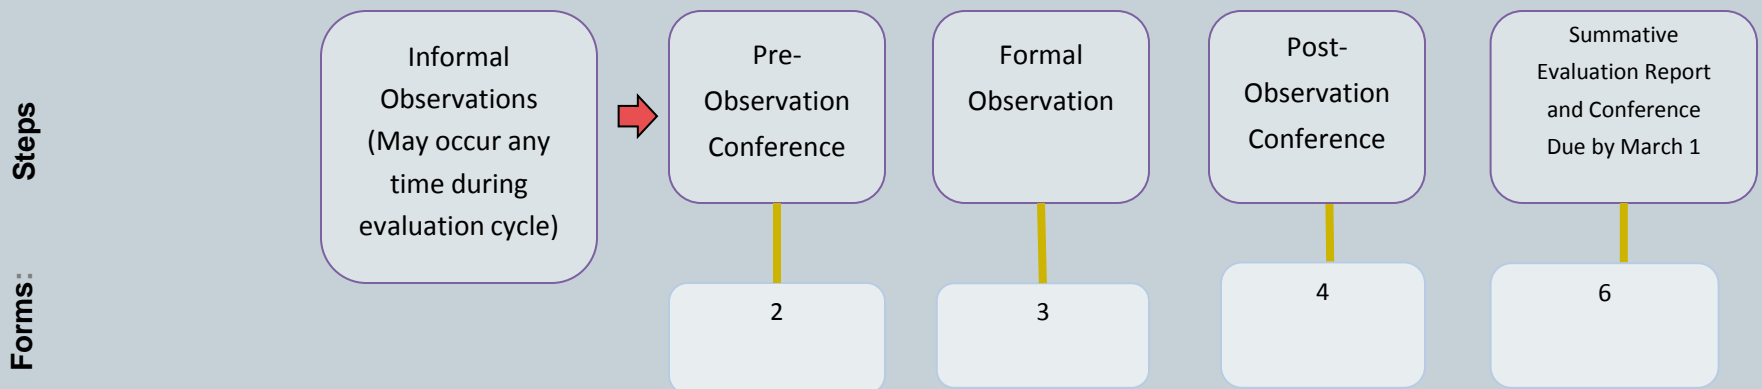 Steps
Informal
Observations
(May occur any
time during
evaluation cycle)
Pre-
Observation
Conference
Formal
Observation
Post-
Observation
Conference
Summative
Evaluation Report
and Conference
Due by March 1
Forms:
2
3
4
6